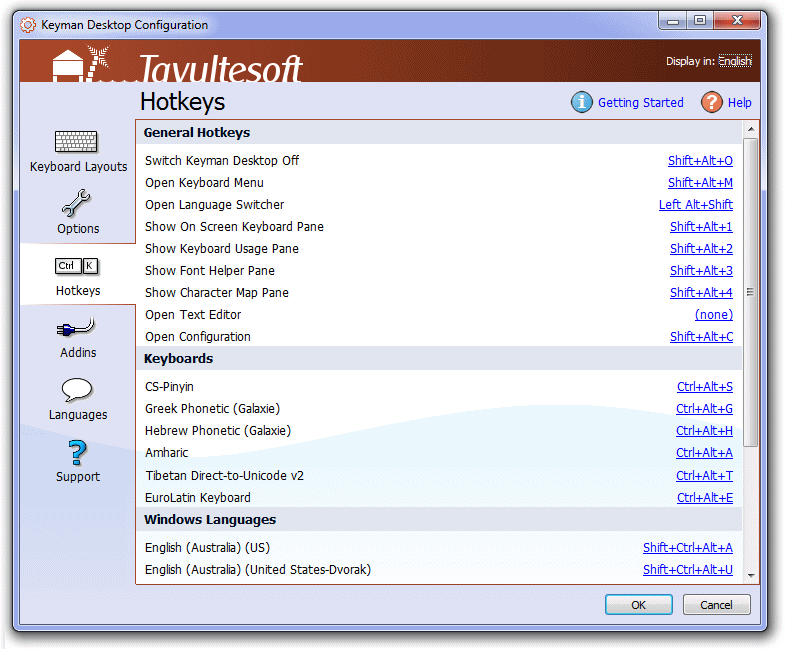 Keyman Desktop Configuration
Tavultesoft
Display in: English
Hotkeys
Getting Started
Help
Keyboard Layouts
Options
Ctrl K
Hotkeys
Addins
Languages
Support
General Hotkeys
Switch Keyman Desktop Off Shift+Alt+O
Open Keyboard Menu Shift+Alt+M
Open Language Switcher Left Alt+Shift
Show On Screen Keyboard Pane Shift+Alt+1
Show Keyboard Usage Pane Shift+Alt+2
Show Font Helper Pane Shift+Alt+3
Show Character Map Pane Shift+Alt+4
Open Text Editor (none)
Open Configuration Shift+Alt+C
Keyboards
CS-Pinyin Ctrl+Alt+S
Greek Phonetic (Galaxie) Ctrl+Alt+G
Hebrew Phonetic (Galaxie) Ctrl+Alt+H
Amharic Ctrl+Alt+A
Tibetan Direct-to-Unicode v2 Ctrl+Alt+T
EuroLatin Keyboard Ctrl+Alt+E
Windows Languages
English (Australia) (US) Shift+Ctrl+Alt+A
English (Australia) (United States-Dvorak) Shift+Ctrl+Alt+U
OK
Cancel